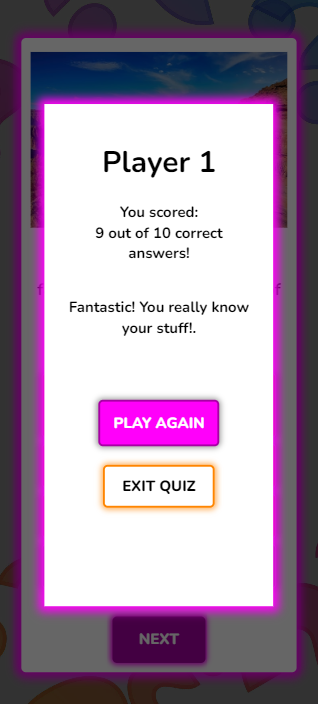 Player 1
You scored:
9 out of 10 correct
answers!
Fantastic! You really know
your stuff!.
PLAY AGAIN
EXIT QUIZ
NEXT